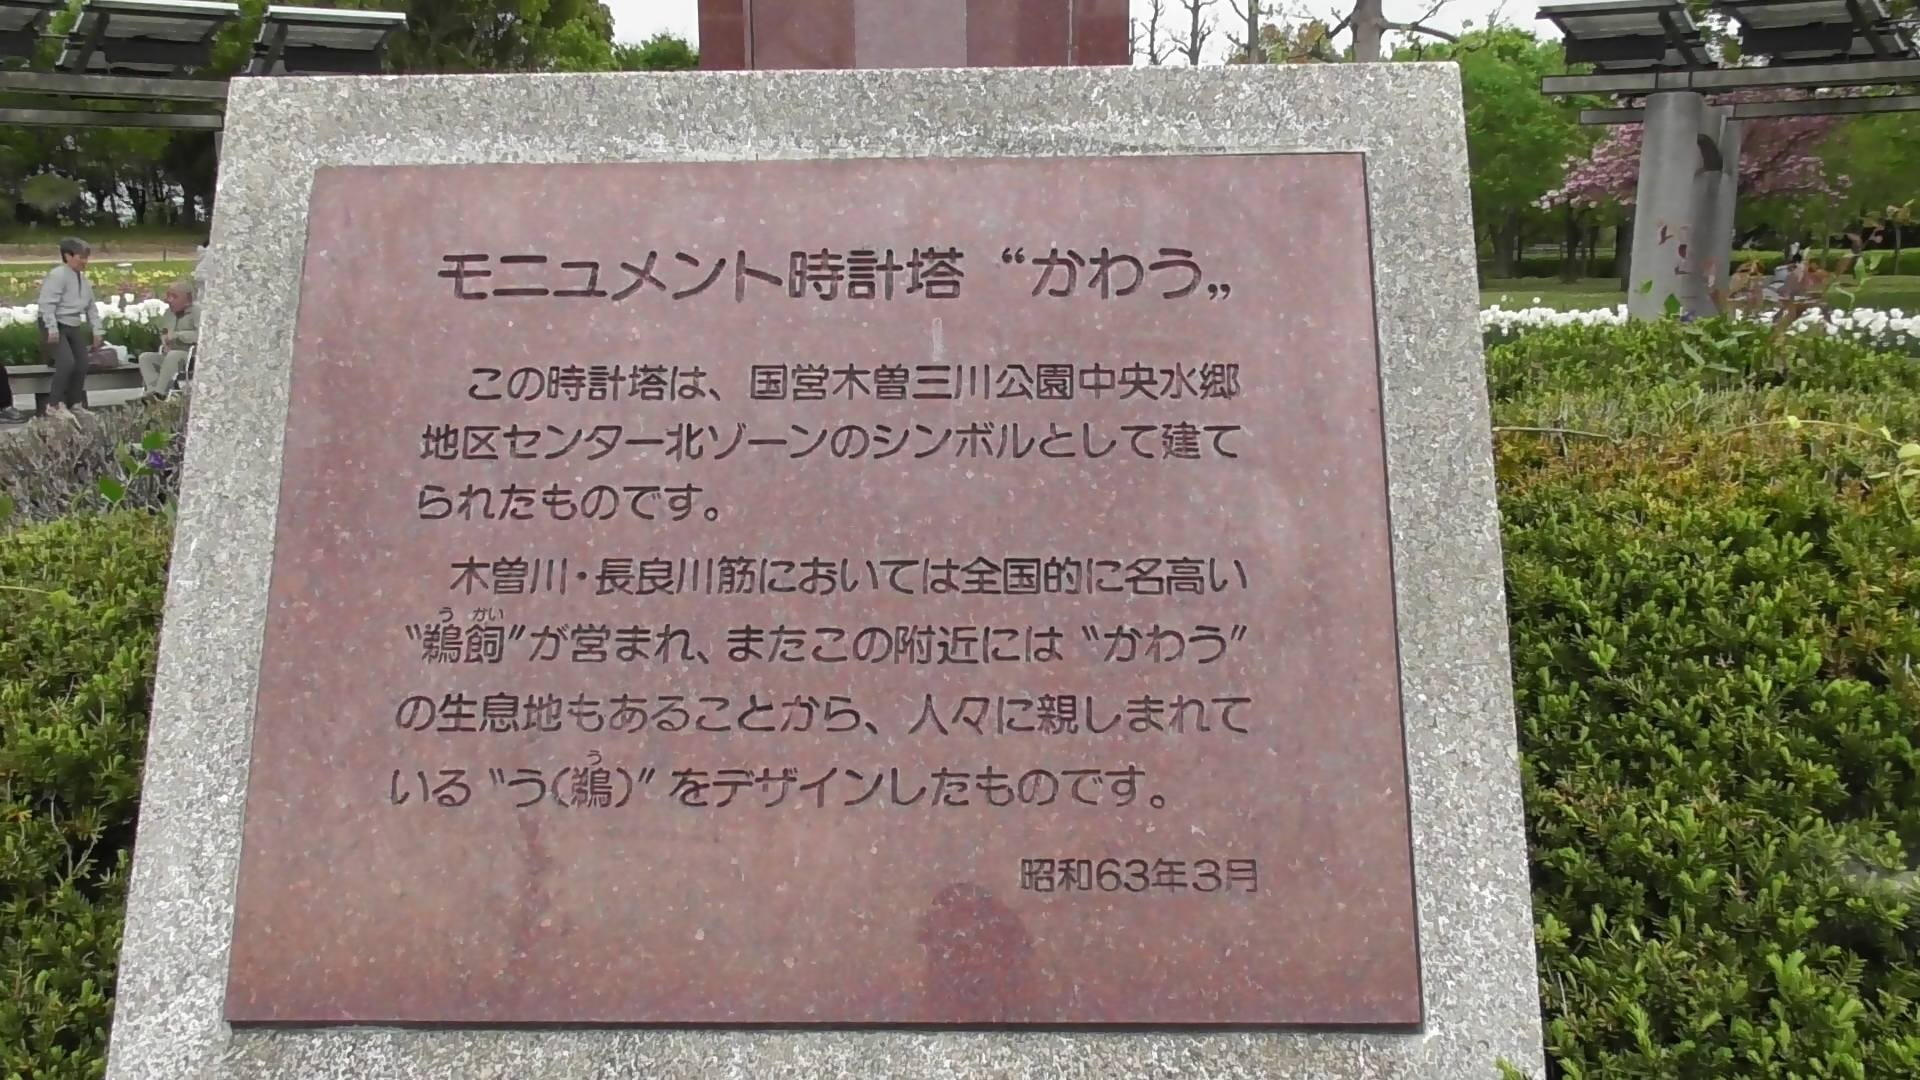 モニュメント時計塔 “かわう„
この時計塔は、国営木曽三川公園中央水郷
地区センター北ゾーンのシンボルとして建て
られたものです。
木曽川・長良川筋においては全国的に名高い
うかい
“鵜飼”が営まれ、またこの附近には “かわう”
の生息地もあることから、人々に親しまれて
う
いる “う(鵜)” をデザインしたものです。
昭和63年3月